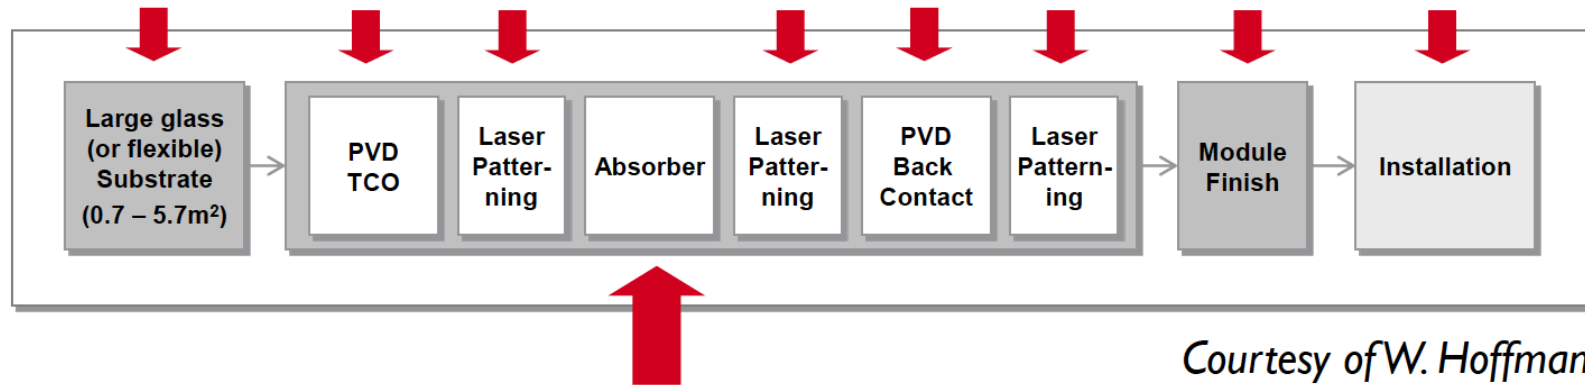 Large glass
(or flexible)
Substrate
(0.7 – 5.7m²)
PVD
TCO
Laser
Patter-
ning
Absorber
Laser
Patter-
ning
PVD
Back
Contact
Laser
Pattern-
ing
Module
Finish
Installation
Courtesy of W. Hoffman